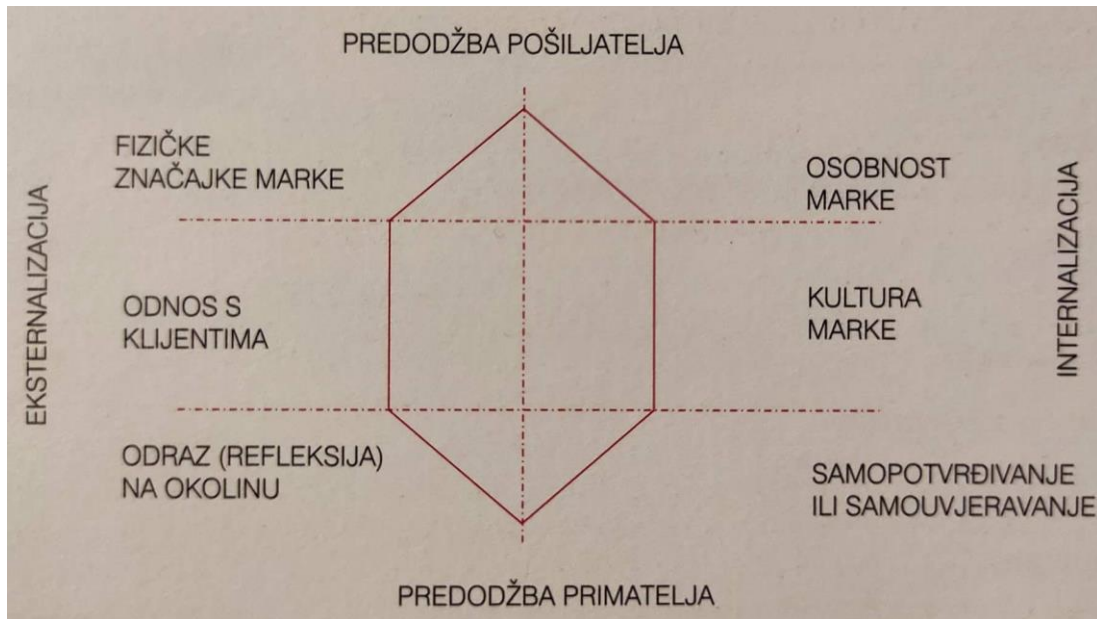 PREDODŽBA POŠILJATELJA
FIZIČKE
ZNAČAJKE MARKE
OSOBNOST
MARKE
EKSTERNALIZACIJA
INTERNALIZACIJA
ODNOS S
KLIJENTIMA
KULTURA
MARKE
ODRAZ (REFLEKSIJA)
NA OKOLINU
SAMOPOTVRĐIVANJE
ILI SAMOUVJERAVANJE
PREDODŽBA PRIMATELJA